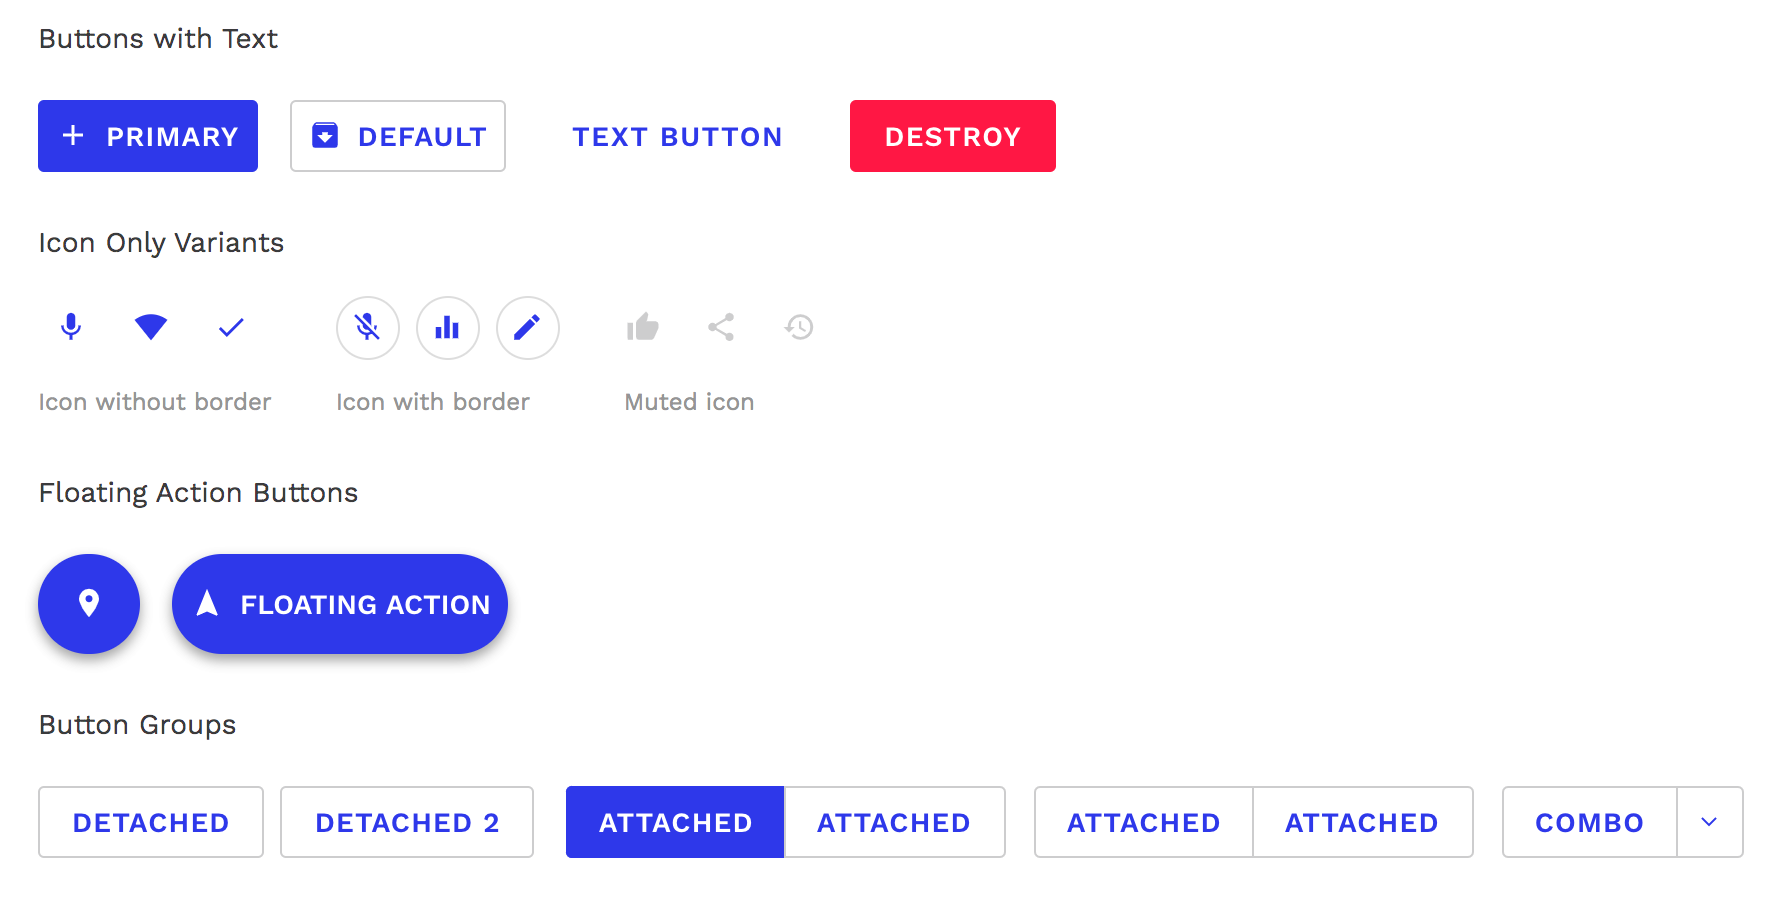 Buttons with Text
PRIMARY DEFAULT TEXT BUTTON DESTROY
Icon Only Variants
Icon without border Icon with border Muted icon
Floating Action Buttons
FLOATING ACTION
Button Groups
DETACHED DETACHED 2 ATTACHED ATTACHED ATTACHED ATTACHED COMBO